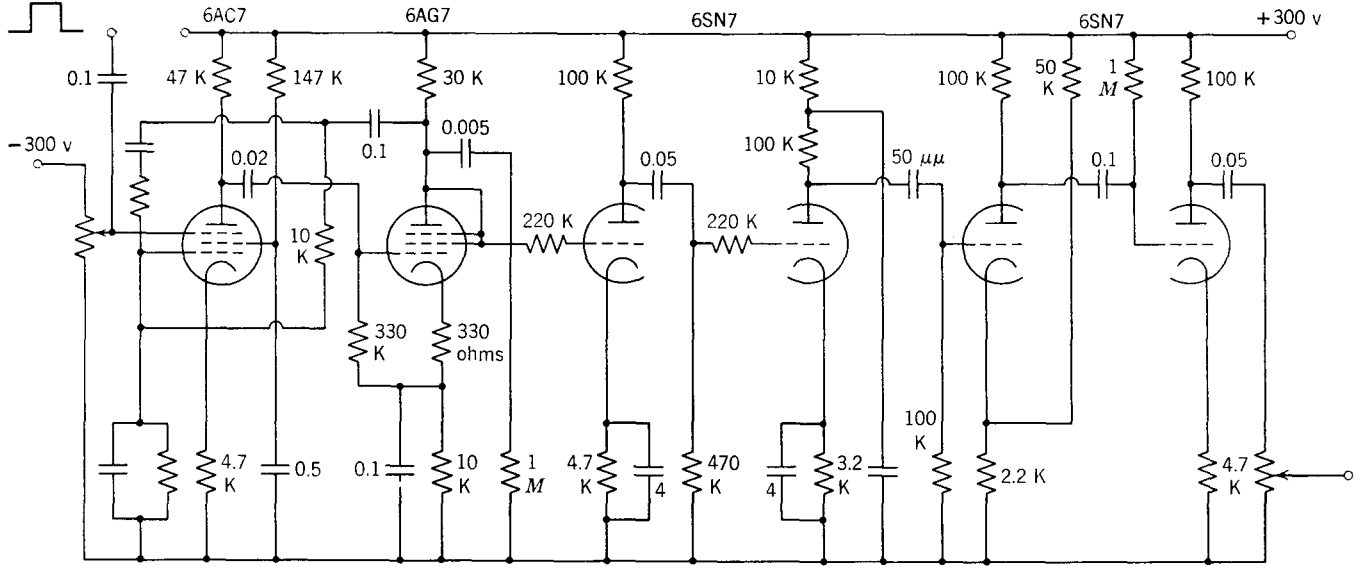 6AC7
6AG7
6SN7
6SN7
+300 v
0.1
47 K
147 K
30 K
100 K
10 K
100 K
50
K
1
M
100 K
−300 v
0.02
0.1
0.005
0.05
100 K
50 μμ
0.1
0.05
10
K
220 K
220 K
330
K
330
ohms
4.7
K
0.5
0.1
10
K
1
M
4.7
K
4
470
K
4
3.2
K
100
K
2.2 K
4.7
K